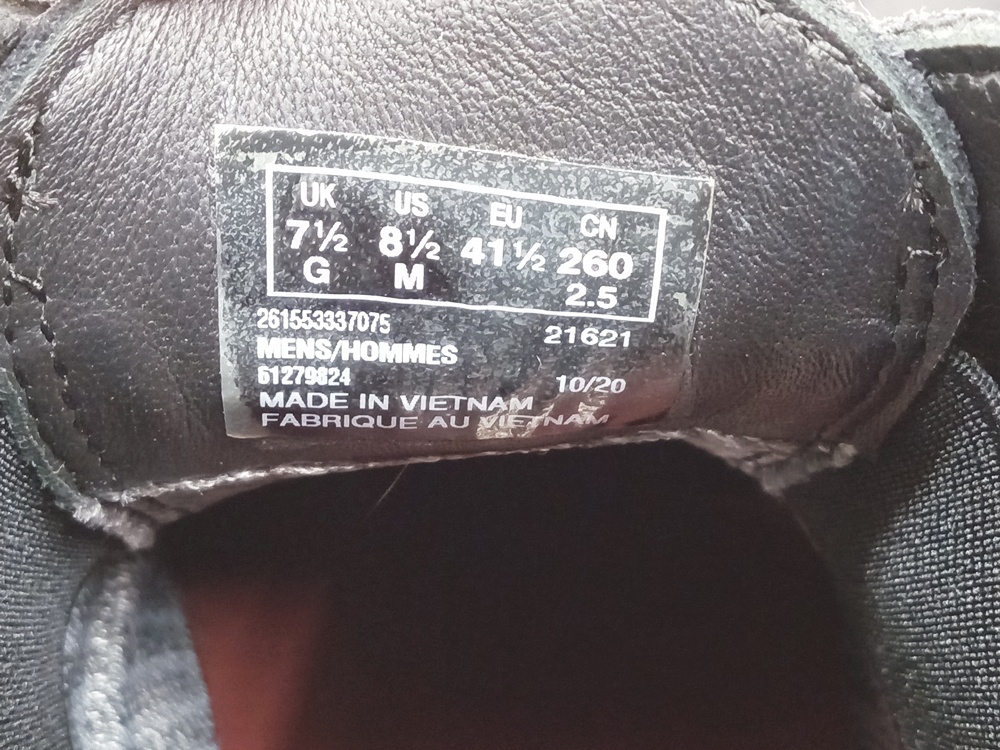 UK US EU CN
7½ 8½ 41½ 260
G M 2.5
261553337075 21621
MENS/HOMMES
61279824 10/20
MADE IN VIETNAM
FABRIQUE AU VIETNAM